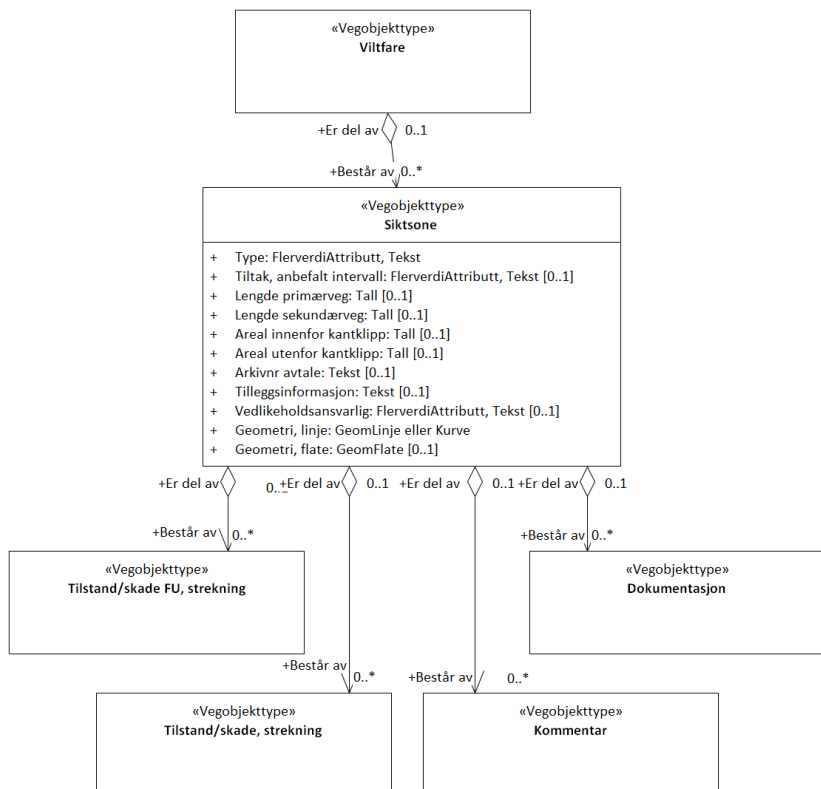 «Vegobjekttype»
Viltfare
+Er del av 0..1
+Består av 0..*
«Vegobjekttype»
Siktsone
+ Type: FlerverdiAttributt, Tekst
+ Tiltak, anbefalt intervall: FlerverdiAttributt, Tekst [0..1]
+ Lengde primærveg: Tall [0..1]
+ Lengde sekundærveg: Tall [0..1]
+ Areal innenfor kantklipp: Tall [0..1]
+ Areal utenfor kantklipp: Tall [0..1]
+ Arkivnr avtale: Tekst [0..1]
+ Tilleggsinformasjon: Tekst [0..1]
+ Vedlikeholdsansvarlig: FlerverdiAttributt, Tekst [0..1]
+ Geometri, linje: GeomLinje eller Kurve
+ Geometri, flate: GeomFlate [0..1]
+Er del av +Er del av 0..1 +Er del av 0..1 +Er del av 0..1
+Består av 0..* +Består av 0..*
«Vegobjekttype»
Tilstand/skade FU, strekning
«Vegobjekttype»
Dokumentasjon
+Består av 0..* +Består av 0..*
«Vegobjekttype»
Tilstand/skade, strekning
«Vegobjekttype»
Kommentar